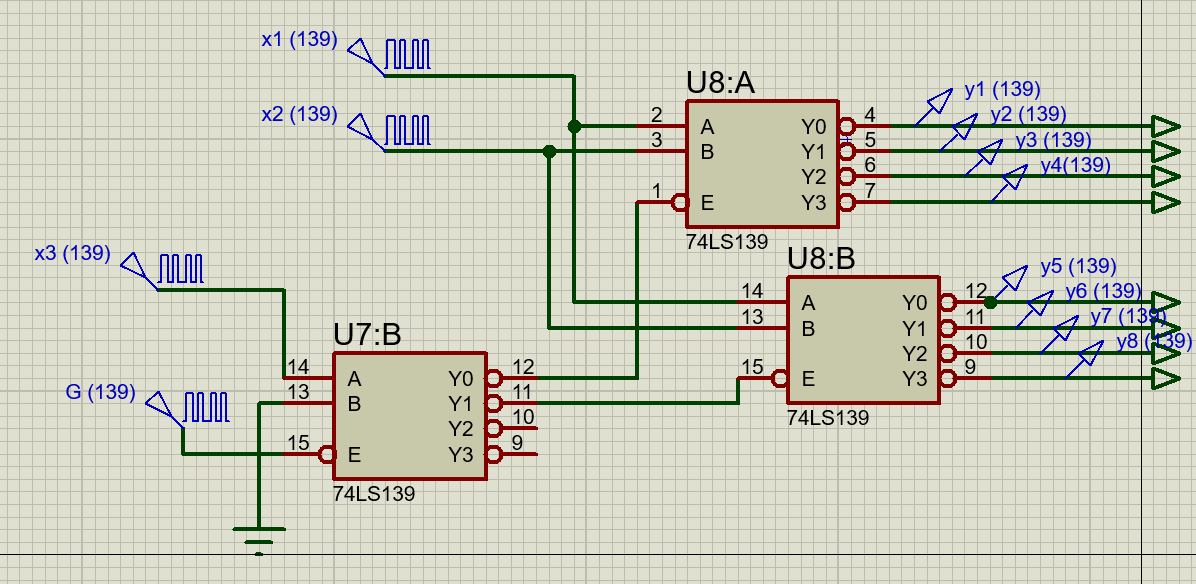 x1 (139)
x2 (139)
x3 (139)
G (139)
U8:A
2 A Y0 4
3 B Y1 5
Y2 6
1 E Y3 7
74LS139
y1 (139)
y2 (139)
y3 (139)
y4(139)
U8:B
14 A Y0 12
13 B Y1 11
Y2 10
15 E Y3 9
74LS139
y5 (139)
y6 (139)
y7 (139)
y8 (139)
U7:B
14 A Y0 12
13 B Y1 11
Y2 10
15 E Y3 9
74LS139